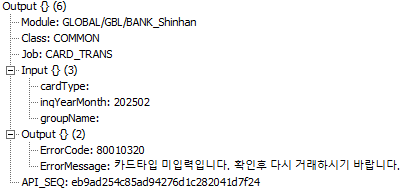 Output {} (6)
Module: GLOBAL/GBL/BANK_Shinhan
Class: COMMON
Job: CARD_TRANS
Input {} (3)
cardType:
inqYearMonth: 202502
groupName:
Output {} (2)
ErrorCode: 80010320
ErrorMessage: 카드타입 미입력입니다. 확인후 다시 거래하시기 바랍니다.
API_SEQ: eb9ad254c85ad94276d1c282041d7f24